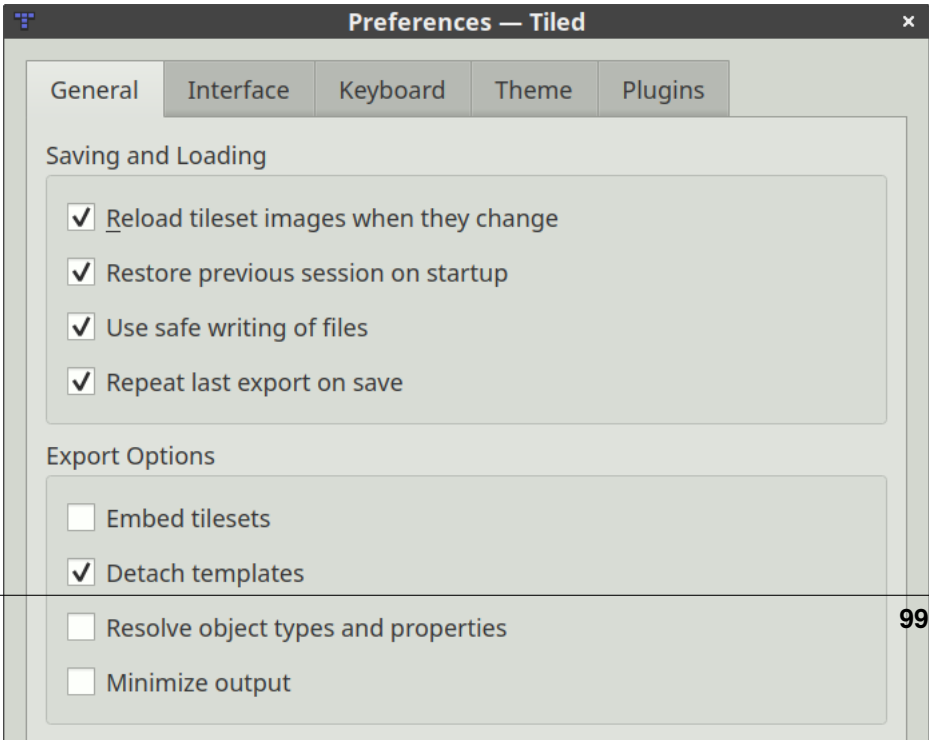 Preferences — Tiled ×
General Interface Keyboard Theme Plugins
Saving and Loading
Reload tileset images when they change
Restore previous session on startup
Use safe writing of files
Repeat last export on save
Export Options
Embed tilesets
Detach templates
99
Resolve object types and properties
Minimize output